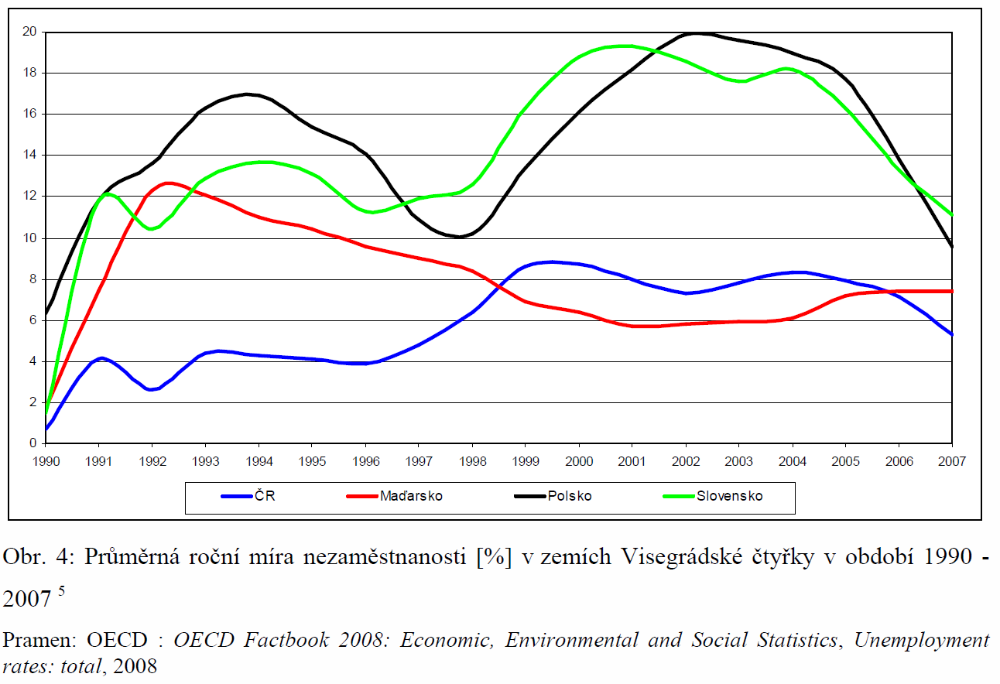 20
18
16
14
12
10
8
6
4
2
0
1990 1991 1992 1993 1994 1995 1996 1997 1998 1999 2000 2001 2002 2003 2004 2005 2006 2007
ČR Maďarsko Polsko Slovensko
Obr. 4: Průměrná roční míra nezaměstnanosti [%] v zemích Visegrádské čtyřky v období 1990 -
2007 5
Pramen: OECD : OECD Factbook 2008: Economic, Environmental and Social Statistics, Unemployment
rates: total, 2008